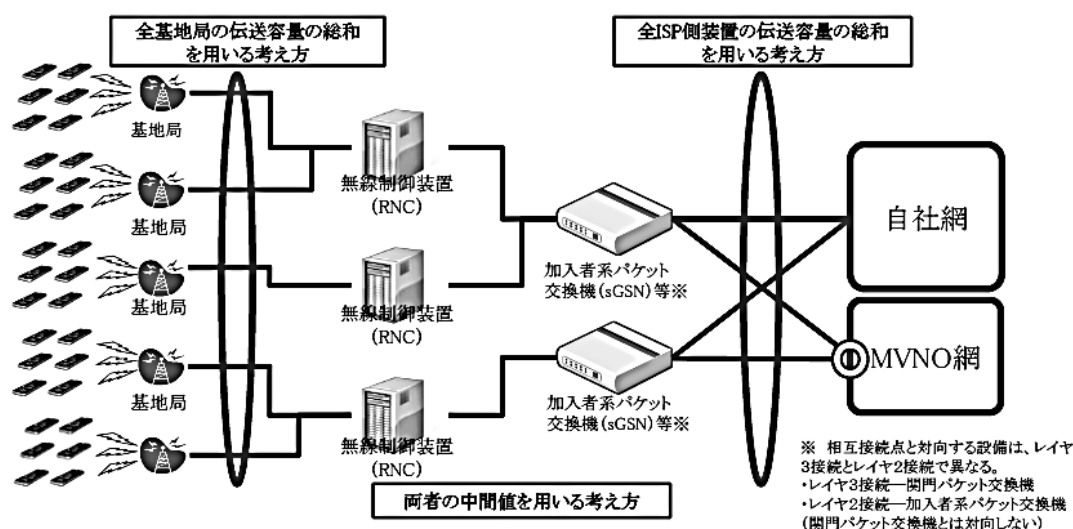 全基地局の伝送容量の総和
を用いる考え方
全ISP側装置の伝送容量の総和
を用いる考え方
基地局
基地局
基地局
基地局
基地局
無線制御装置
(RNC)
無線制御装置
(RNC)
無線制御装置
(RNC)
加入者系パケット
交換機(sGSN)等※
加入者系パケット
交換機(sGSN)等※
自社網
MVNO網
両者の中間値を用いる考え方
※ 相互接続点と対向する設備は、レイヤ
3接続とレイヤ2接続で異なる。
・レイヤ3接続―関門パケット交換機
・レイヤ2接続―加入者系パケット交換機
(関門パケット交換機とは対向しない)